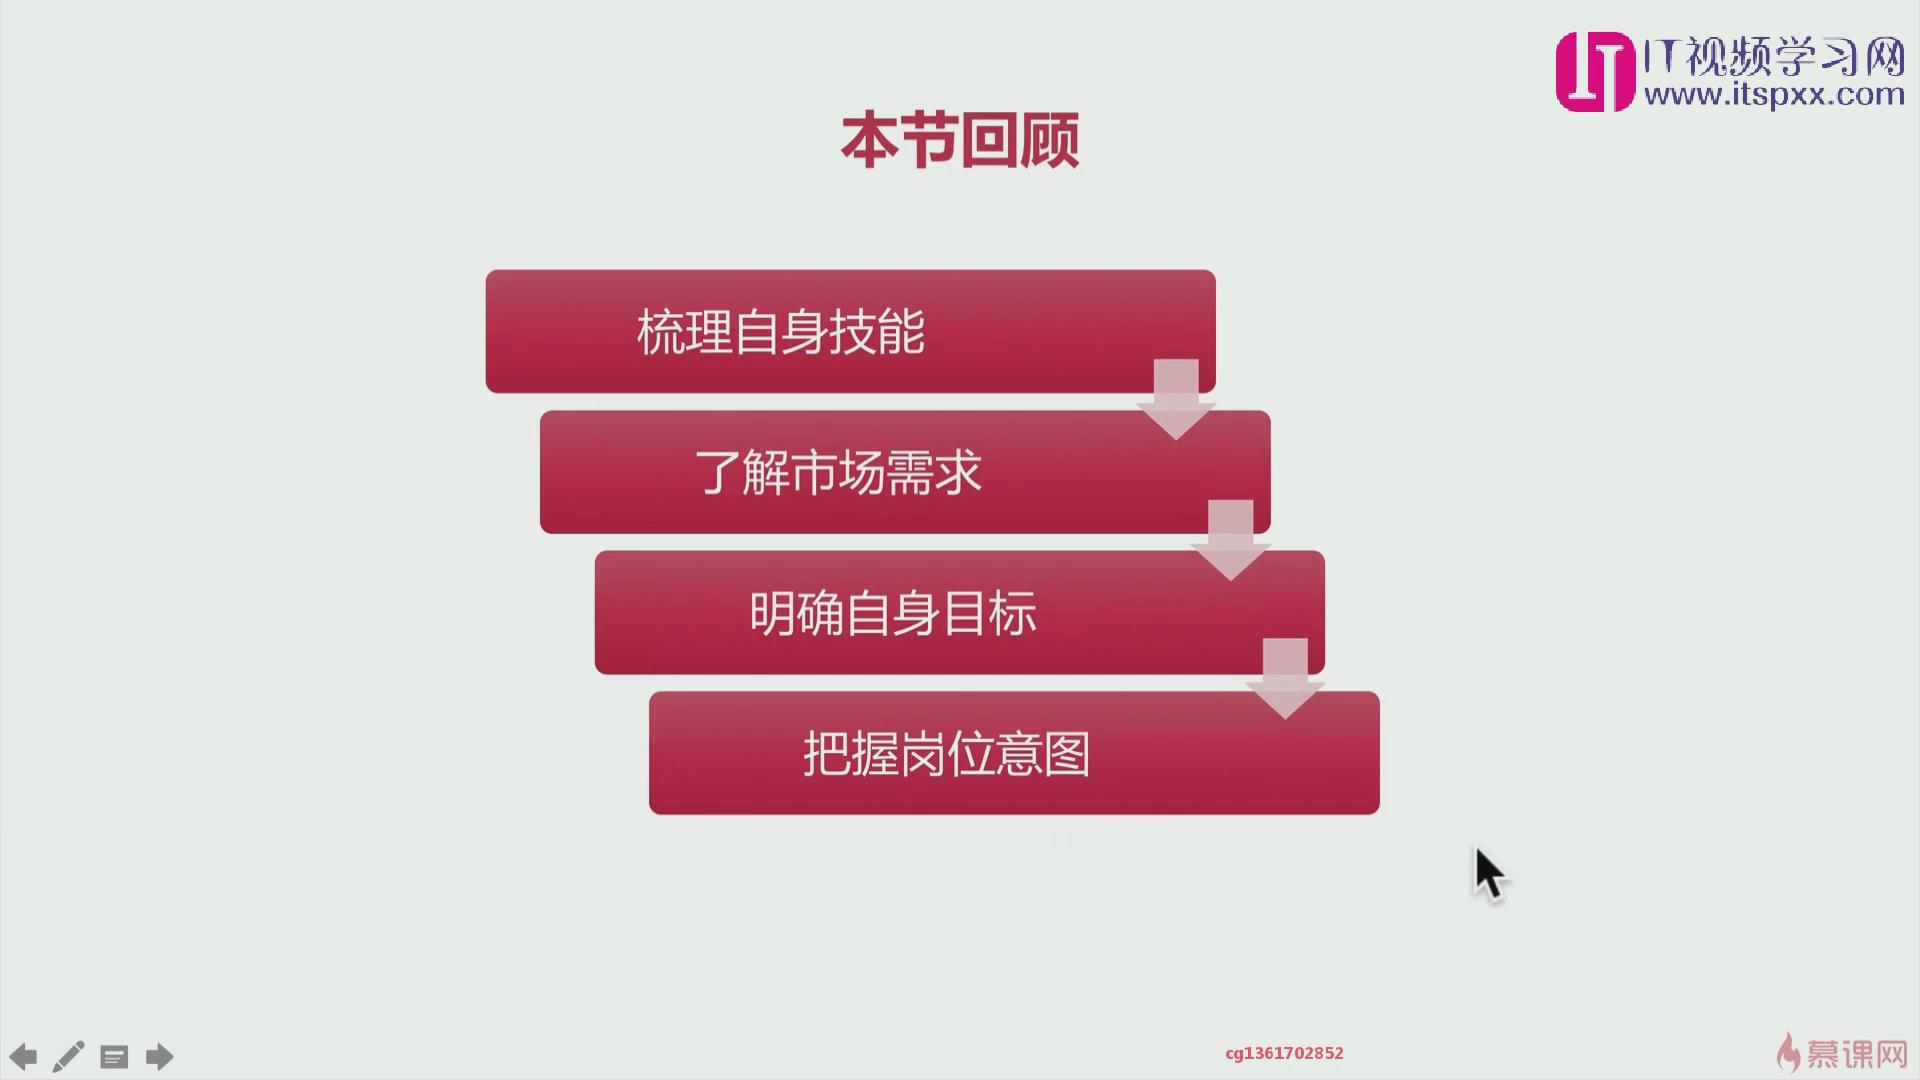 IT视频学习网
www.itspxx.com
本节回顾
梳理自身技能
了解市场需求
明确自身目标
把握岗位意图
cg1361702852
慕课网